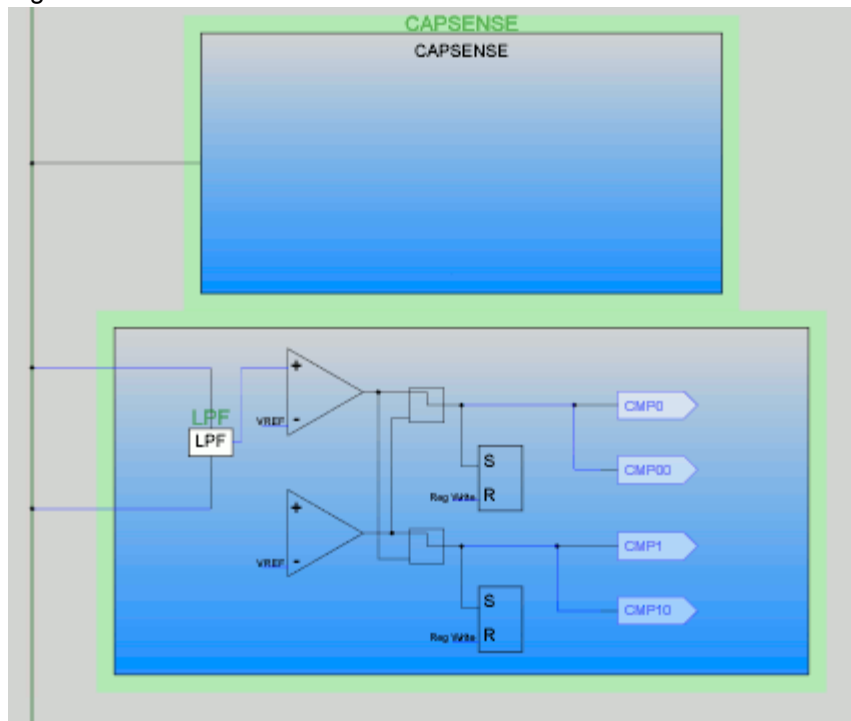 CAPSENSE
CAPSENSE
LPF
LPF
+
VREF
-
CMP0
CMP00
S
Reg Write
R
+
VREF
-
CMP1
CMP10
S
Reg Write
R